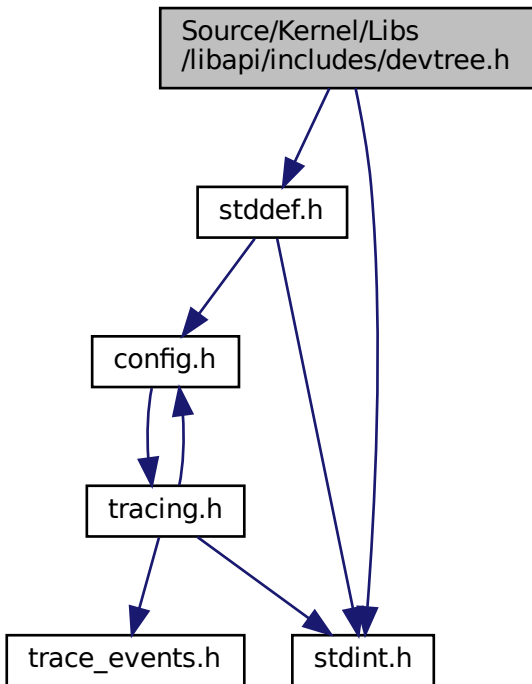 Source/Kernel/Libs
/libapi/includes/devtree.h
stddef.h
config.h
tracing.h
trace_events.h
stdint.h